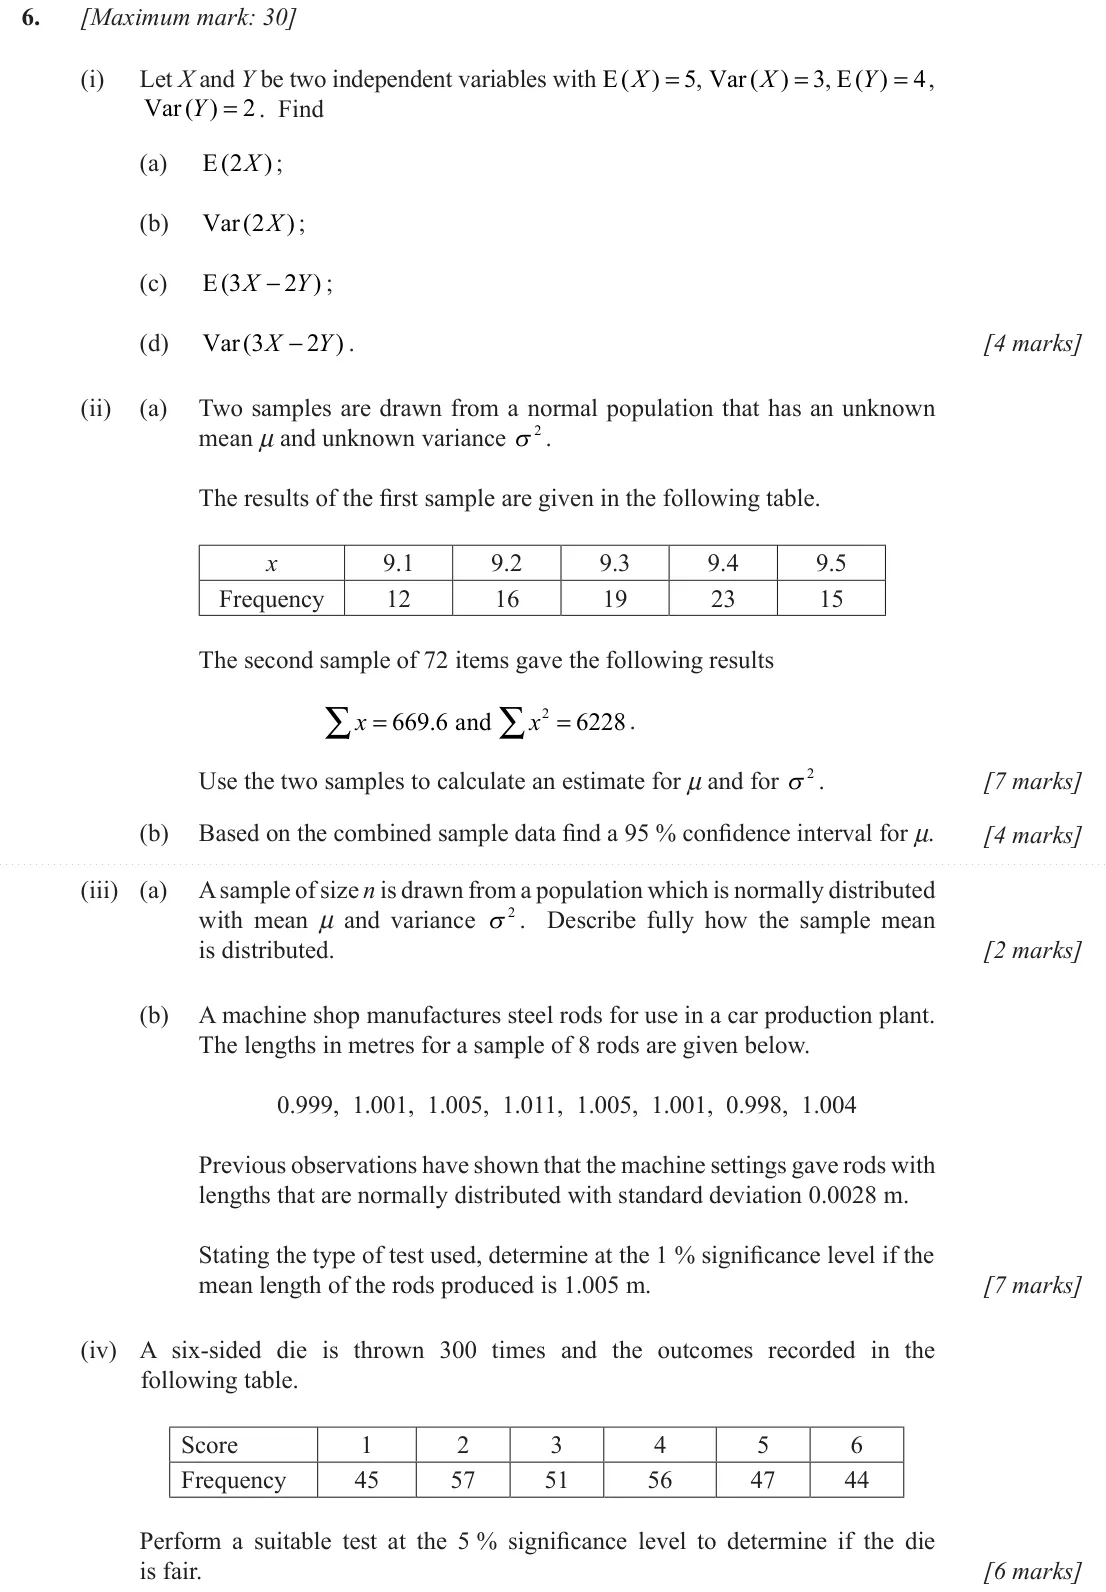 6. [Maximum mark: 30]
(i) Let X and Y be two independent variables with E(X) = 5, Var(X) = 3, E(Y) = 4,
Var(Y) = 2. Find
(a) E(2X);
(b) Var(2X);
(c) E(3X − 2Y);
(d) Var(3X − 2Y). [4 marks]
(ii) (a) Two samples are drawn from a normal population that has an unknown
mean μ and unknown variance σ².
The results of the first sample are given in the following table.
x 9.1 9.2 9.3 9.4 9.5
Frequency 12 16 19 23 15
The second sample of 72 items gave the following results
∑x = 669.6 and ∑x² = 6228.
Use the two samples to calculate an estimate for μ and for σ². [7 marks]
(b) Based on the combined sample data find a 95 % confidence interval for μ. [4 marks]
(iii) (a) A sample of size n is drawn from a population which is normally distributed
with mean μ and variance σ². Describe fully how the sample mean
is distributed. [2 marks]
(b) A machine shop manufactures steel rods for use in a car production plant.
The lengths in metres for a sample of 8 rods are given below.
0.999, 1.001, 1.005, 1.011, 1.005, 1.001, 0.998, 1.004
Previous observations have shown that the machine settings gave rods with
lengths that are normally distributed with standard deviation 0.0028 m.
Stating the type of test used, determine at the 1 % significance level if the
mean length of the rods produced is 1.005 m. [7 marks]
(iv) A six-sided die is thrown 300 times and the outcomes recorded in the
following table.
Score 1 2 3 4 5 6
Frequency 45 57 51 56 47 44
Perform a suitable test at the 5 % significance level to determine if the die
is fair. [6 marks]